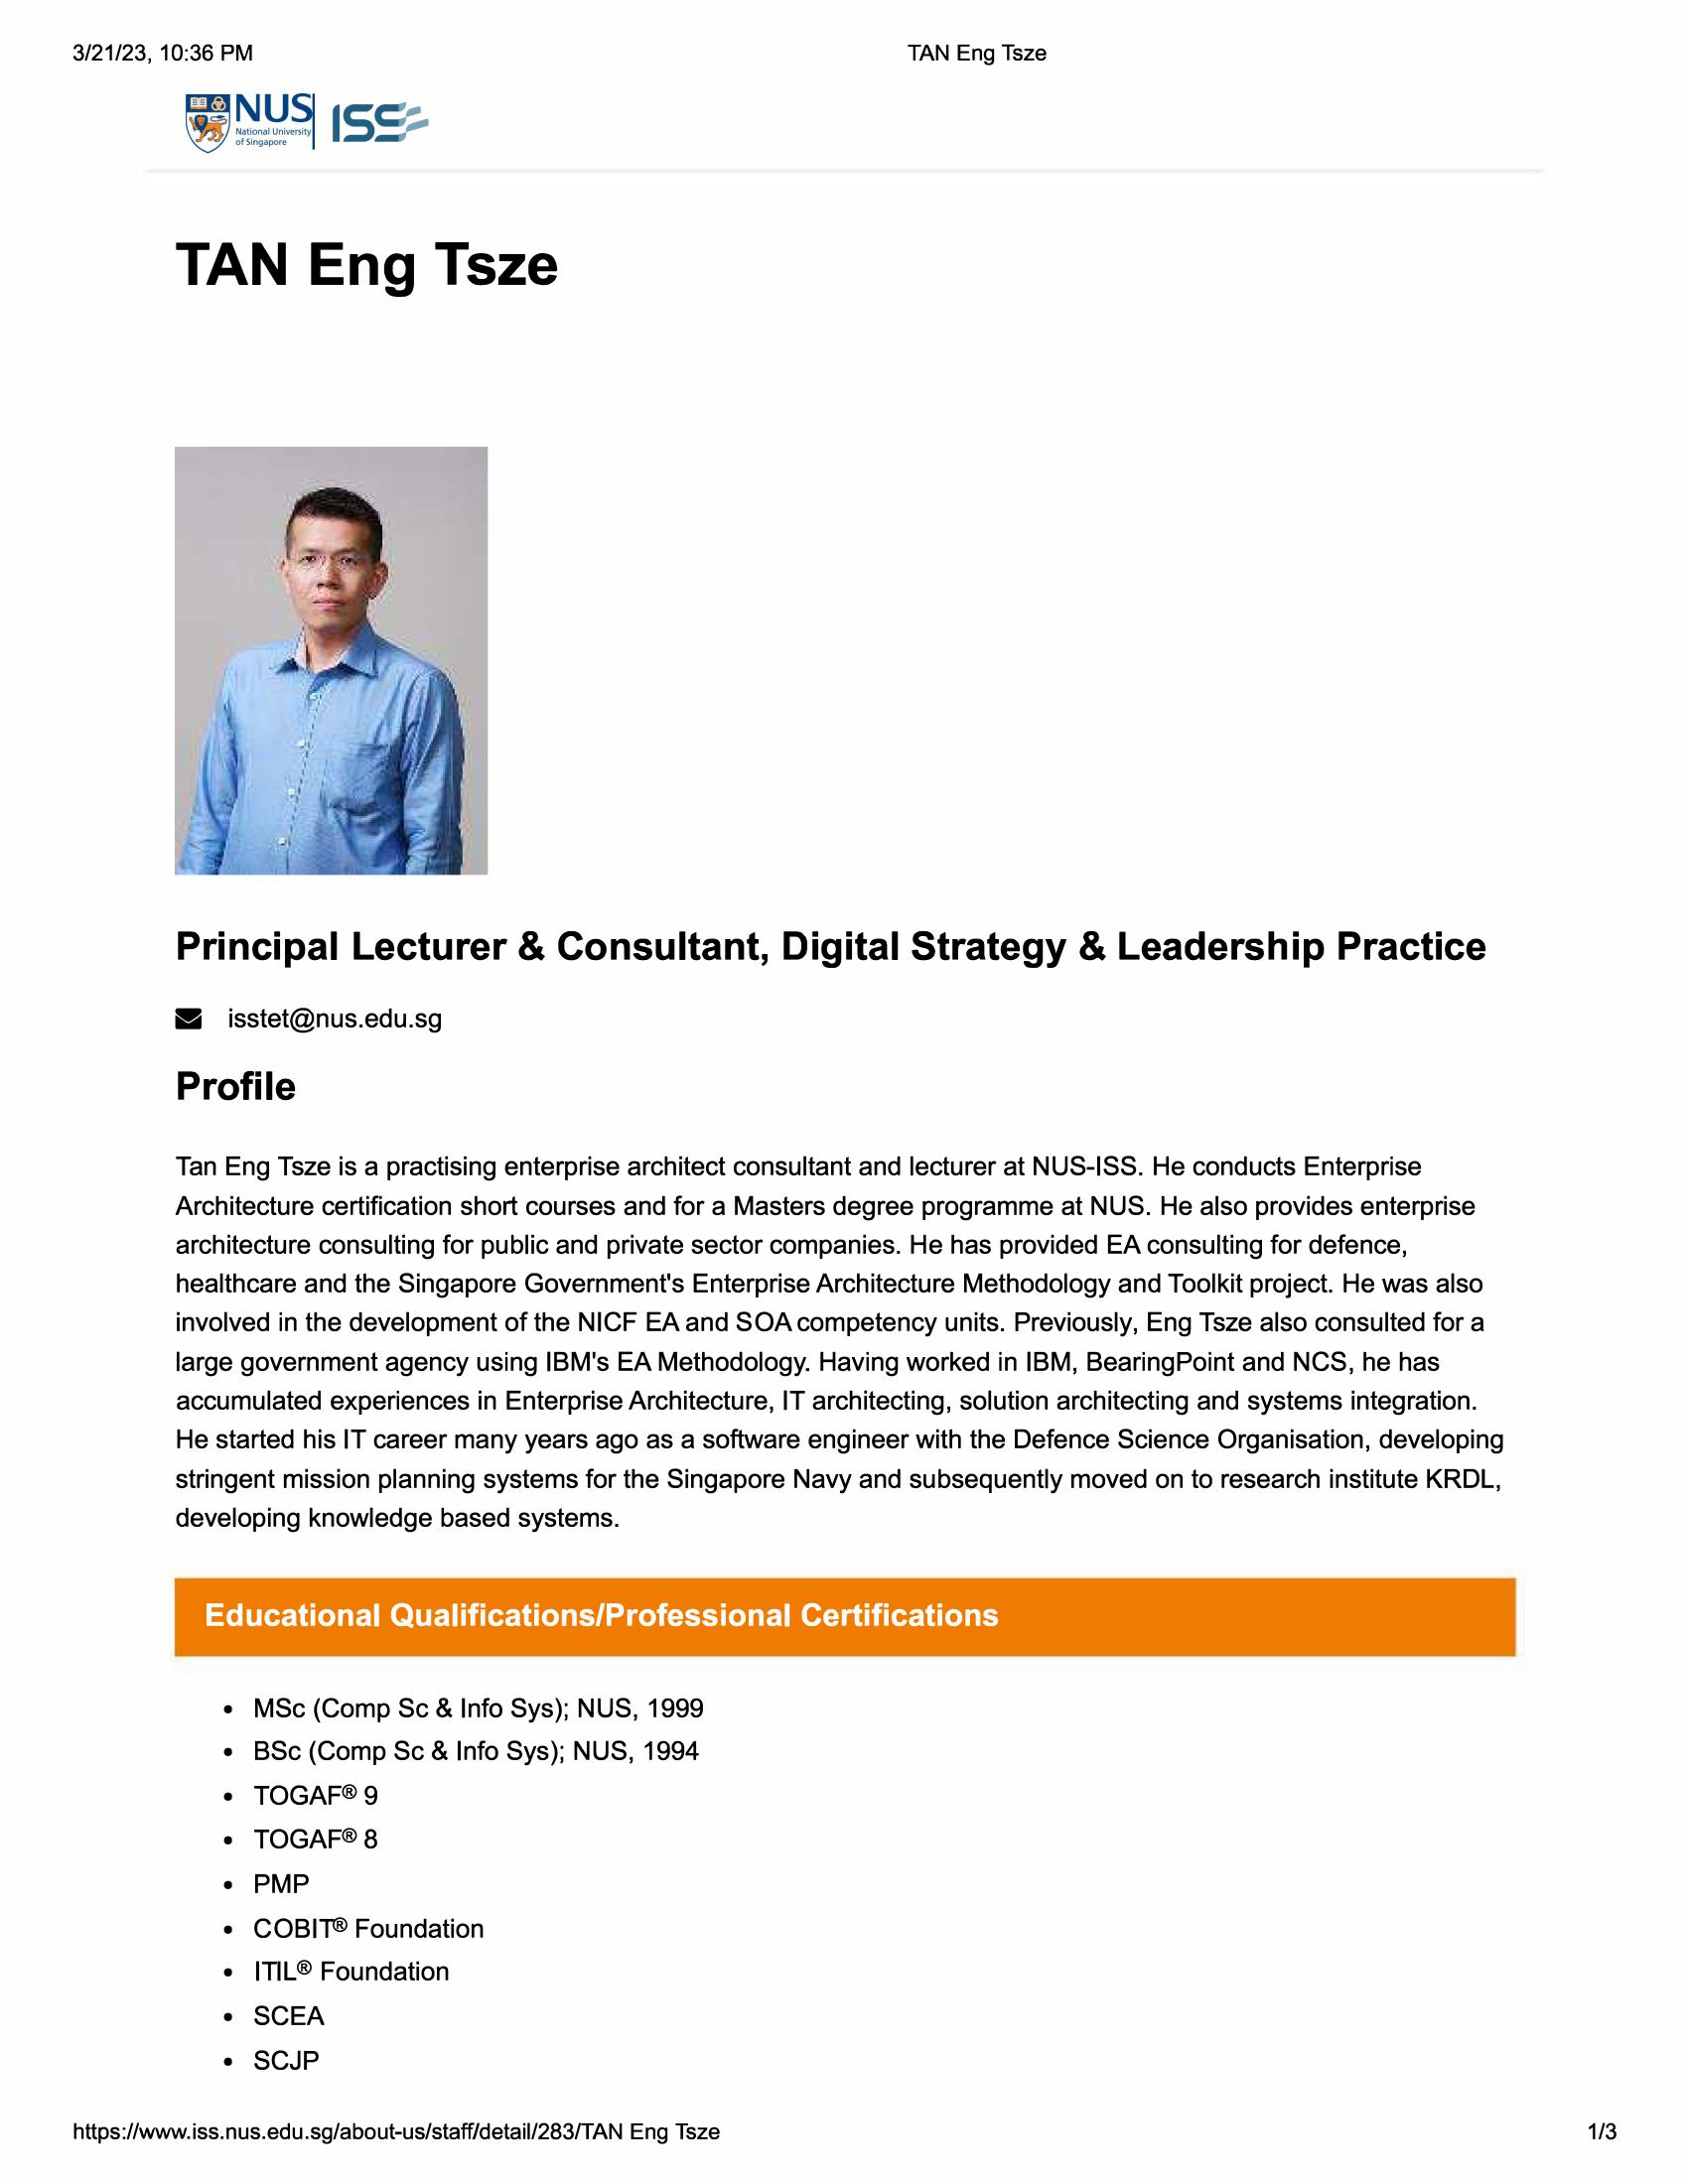 3/21/23, 10:36 PM
TAN Eng Tsze
NUS
National University
of Singapore
ISS
TAN Eng Tsze
Principal Lecturer & Consultant, Digital Strategy & Leadership Practice
isstet@nus.edu.sg
Profile
Tan Eng Tsze is a practising enterprise architect consultant and lecturer at NUS-ISS. He conducts Enterprise
Architecture certification short courses and for a Masters degree programme at NUS. He also provides enterprise
architecture consulting for public and private sector companies. He has provided EA consulting for defence,
healthcare and the Singapore Government's Enterprise Architecture Methodology and Toolkit project. He was also
involved in the development of the NICF EA and SOA competency units. Previously, Eng Tsze also consulted for a
large government agency using IBM's EA Methodology. Having worked in IBM, BearingPoint and NCS, he has
accumulated experiences in Enterprise Architecture, IT architecting, solution architecting and systems integration.
He started his IT career many years ago as a software engineer with the Defence Science Organisation, developing
stringent mission planning systems for the Singapore Navy and subsequently moved on to research institute KRDL,
developing knowledge based systems.
Educational Qualifications/Professional Certifications
• MSc (Comp Sc & Info Sys); NUS, 1999
• BSc (Comp Sc & Info Sys); NUS, 1994
• TOGAF® 9
• TOGAF® 8
• PMP
• COBIT® Foundation
• ITIL® Foundation
• SCEA
• SCJP
https://www.iss.nus.edu.sg/about-us/staff/detail/283/TAN Eng Tsze
1/3